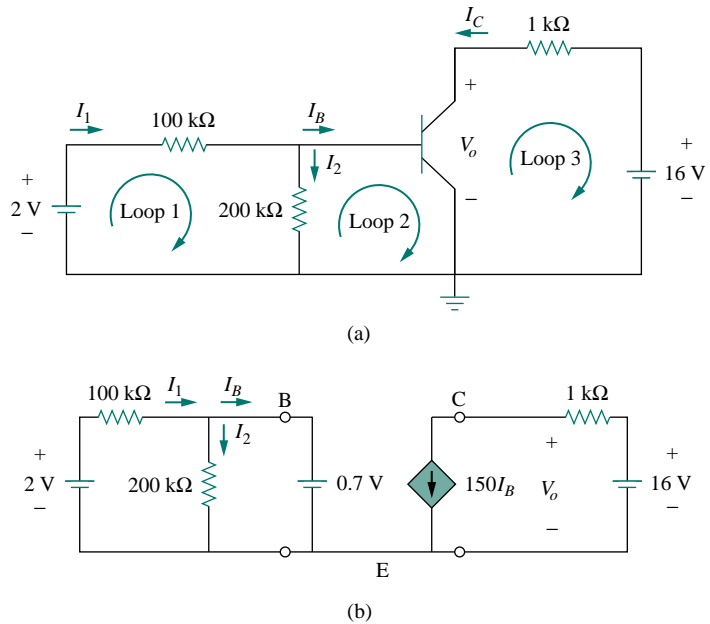 I_C
1 kΩ
I_1
100 kΩ
I_B
+
I_2
V_o
Loop 3
+
16 V
−
+
2 V
−
Loop 1
200 kΩ
Loop 2
−
(a)
100 kΩ
I_1
I_B
B
C
1 kΩ
+
2 V
−
I_2
200 kΩ
0.7 V
150I_B
+
V_o
−
+
16 V
−
E
(b)